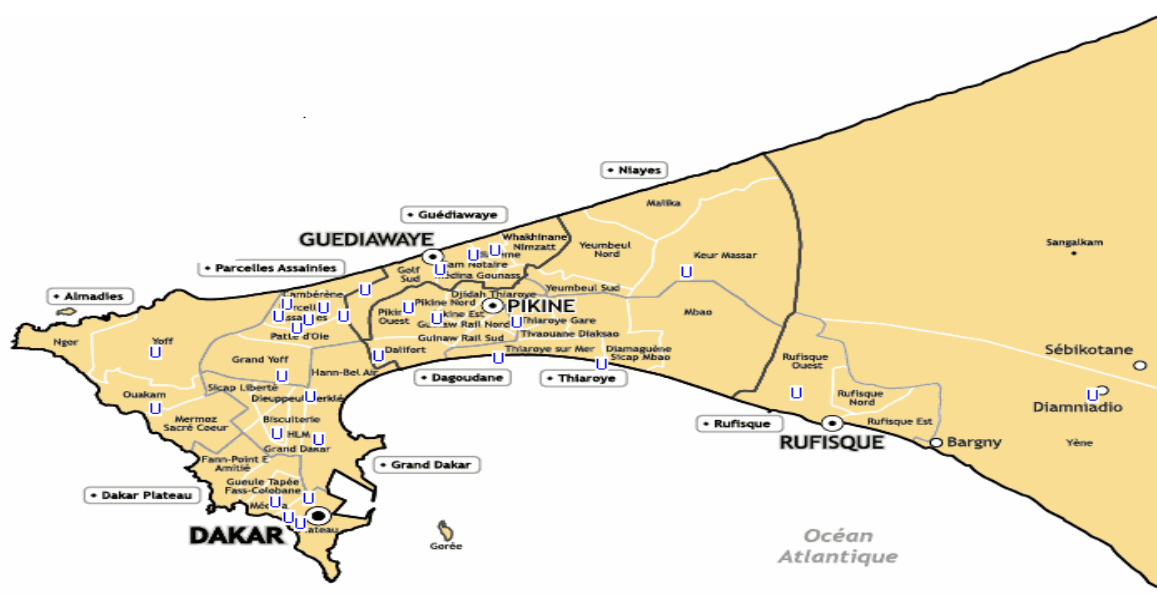 • Niayes
Malika
• Guédiawaye
Whakhinane
Nimzatt
GUEDIAWAYE
Yeumbeul
Nord
Sangalkam
Keur Massar
• Parcelles Assainies
Golf
Sud
Yeumbeul Sud
• Almadies
Djidah Thiaroye
Pikine Nord
PIKINE
Ouest
Mbao
Guinaw Rail Nord
Thiaroye Gare
Patte d'Oie
Tivaouane Diaksao
Ngor
Yoff
Guinaw Rail Sud
Dalifort
Thiaroye sur Mer
Diamaguène
Sicap Mbao
Sébikotane
Grand Yoff
Hann-Bel Air
Rufisque
Ouest
• Dagoudane
• Thiaroye
Sicap Liberté
Ouakam
Rufisque
Nord
Diamniadio
Mermoz
Sacré Coeur
Biscuiterie
HLM
Grand Dakar
• Rufisque
Rufisque Est
RUFISQUE
Bargny
Yène
Fann-Point E
Amitié
• Grand Dakar
Gueule Tapée
Fass-Colobane
• Dakar Plateau
DAKAR
Gorée
Océan
Atlantique